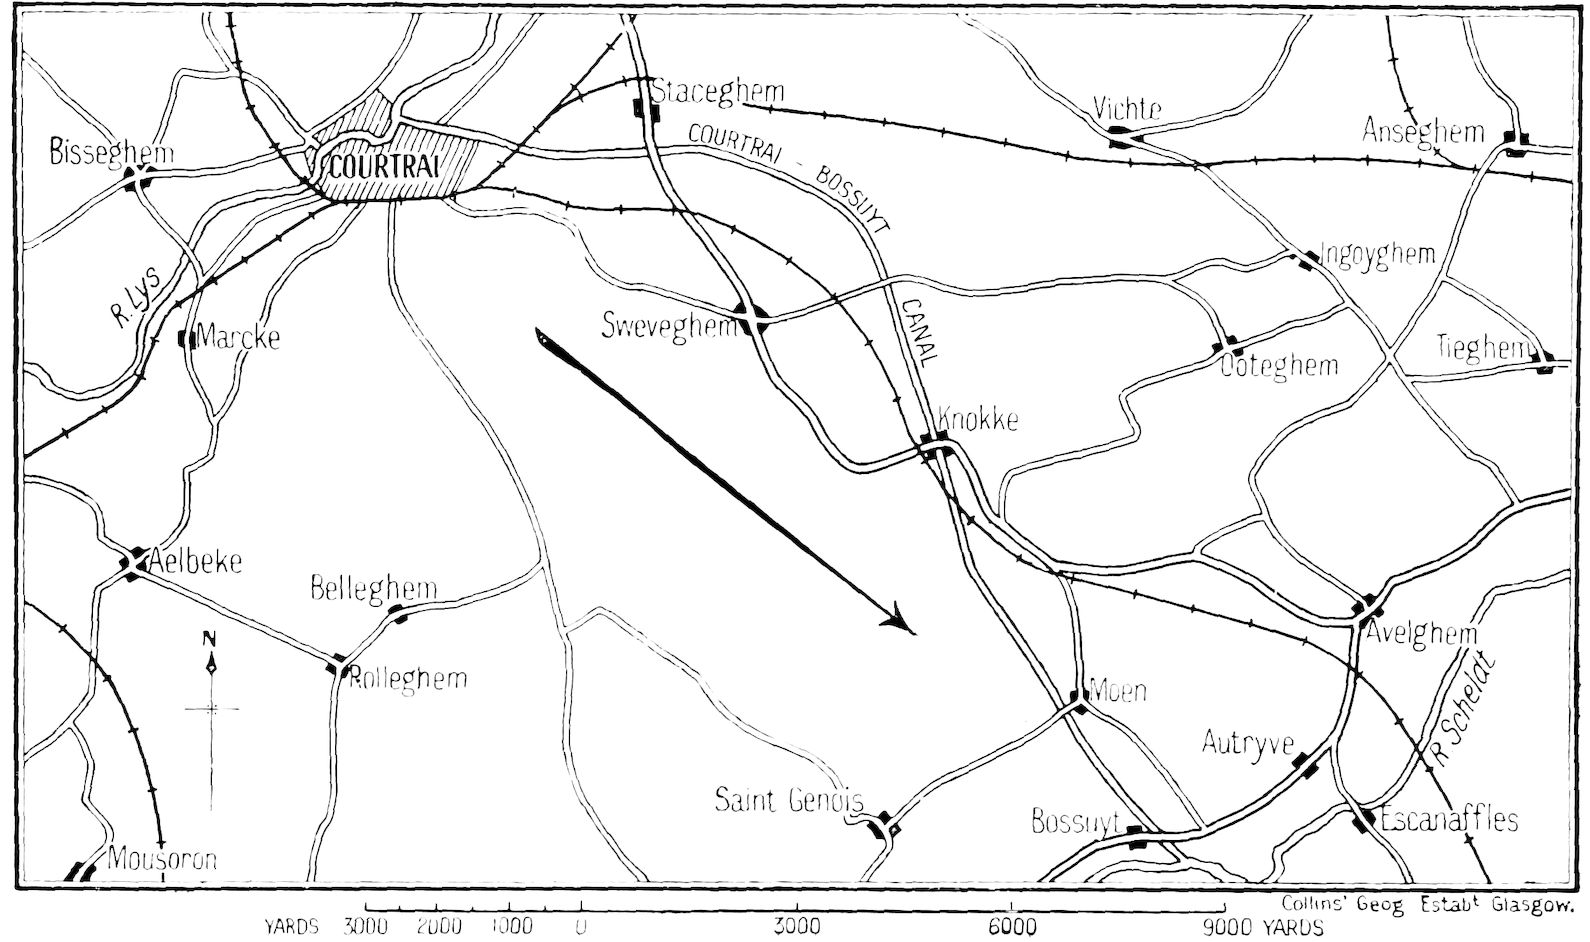 Staceghem
Vichte
Anseghem
Bisseghem
COURTRAI
COURTRAI - BOSSUYT
CANAL
Ingoyghem
R. Lys
Marcke
Sweveghem
Ooteghem
Tieghem
Knokke
Aelbeke
Belleghem
Avelghem
N
Rolleghem
Moen
R Scheldt
Autryve
Saint Genois
Bossuyt
Escanaffles
Mousoron
Collins' Geog Estabt Glasgow.
YARDS 3000 2000 1000 0 3000 6000 9000 YARDS